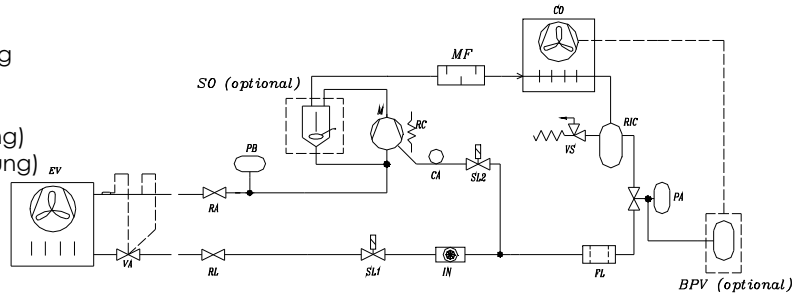 g
ng)
ung)
CO
MF
SO (optional)
M
RC
RIC
VS
PB
CA
SL2
EV
RA
PA
VA
RL
SL1
IN
FL
BPV (optional)